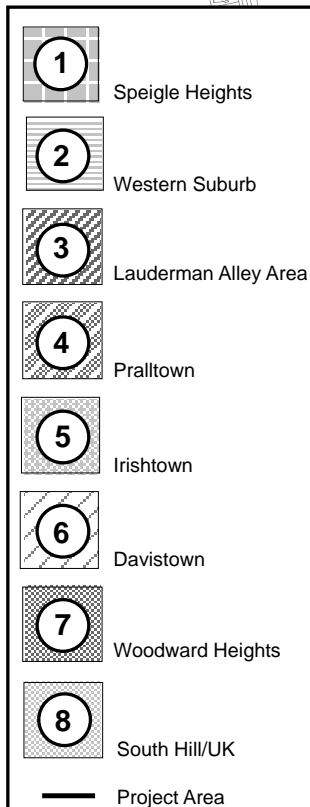 1
Speigle Heights
2
Western Suburb
3
Lauderman Alley Area
4
Pralltown
5
Irishtown
6
Davistown
7
Woodward Heights
8
South Hill/UK
Project Area